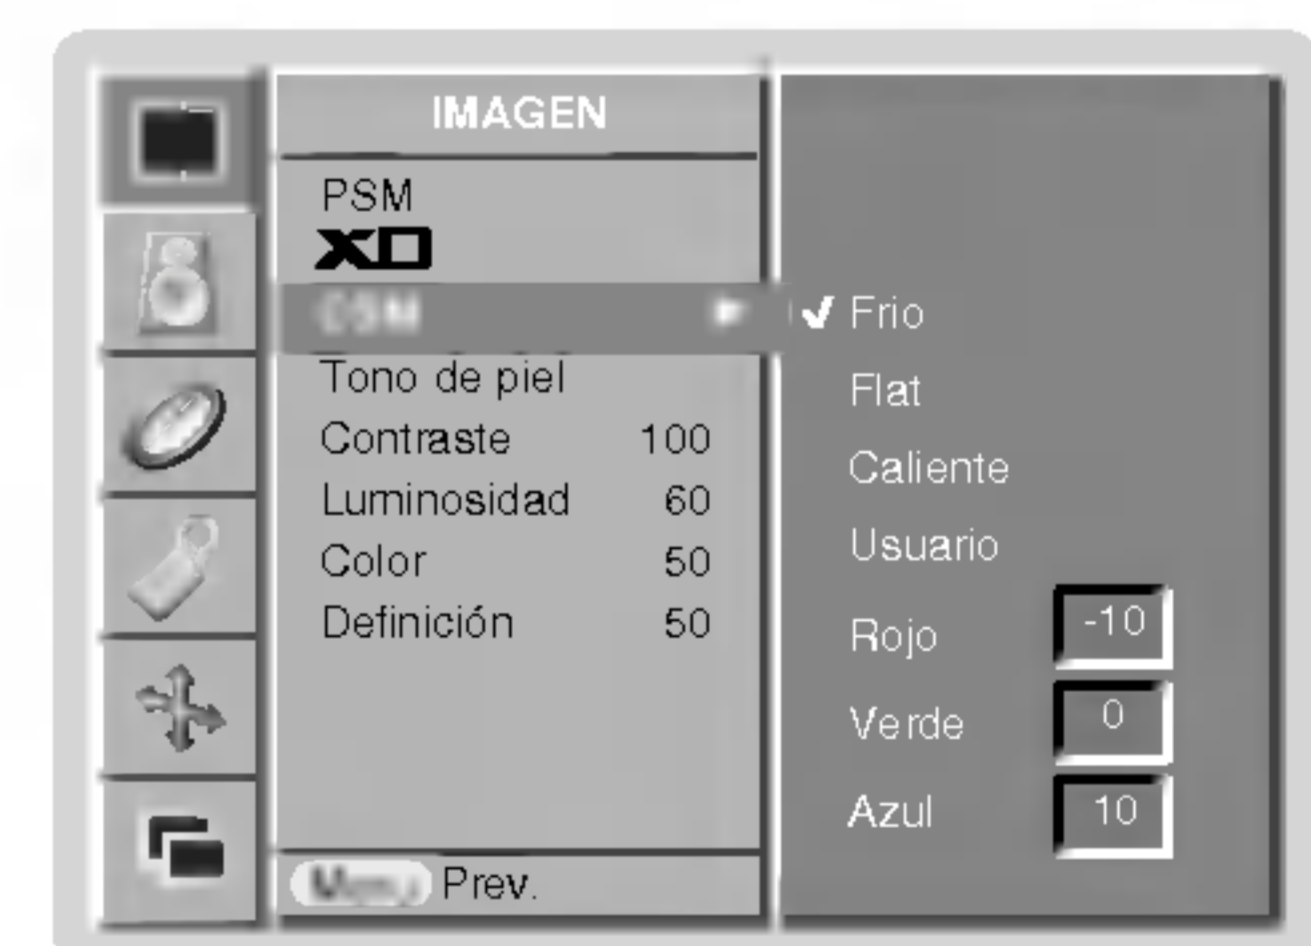 IMAGEN
PSM
XD
CSM
Tono de piel
Contraste 100
Luminosidad 60
Color 50
Definición 50
Prev.
Frio
Flat
Caliente
Usuario
Rojo -10
Verde 0
Azul 10